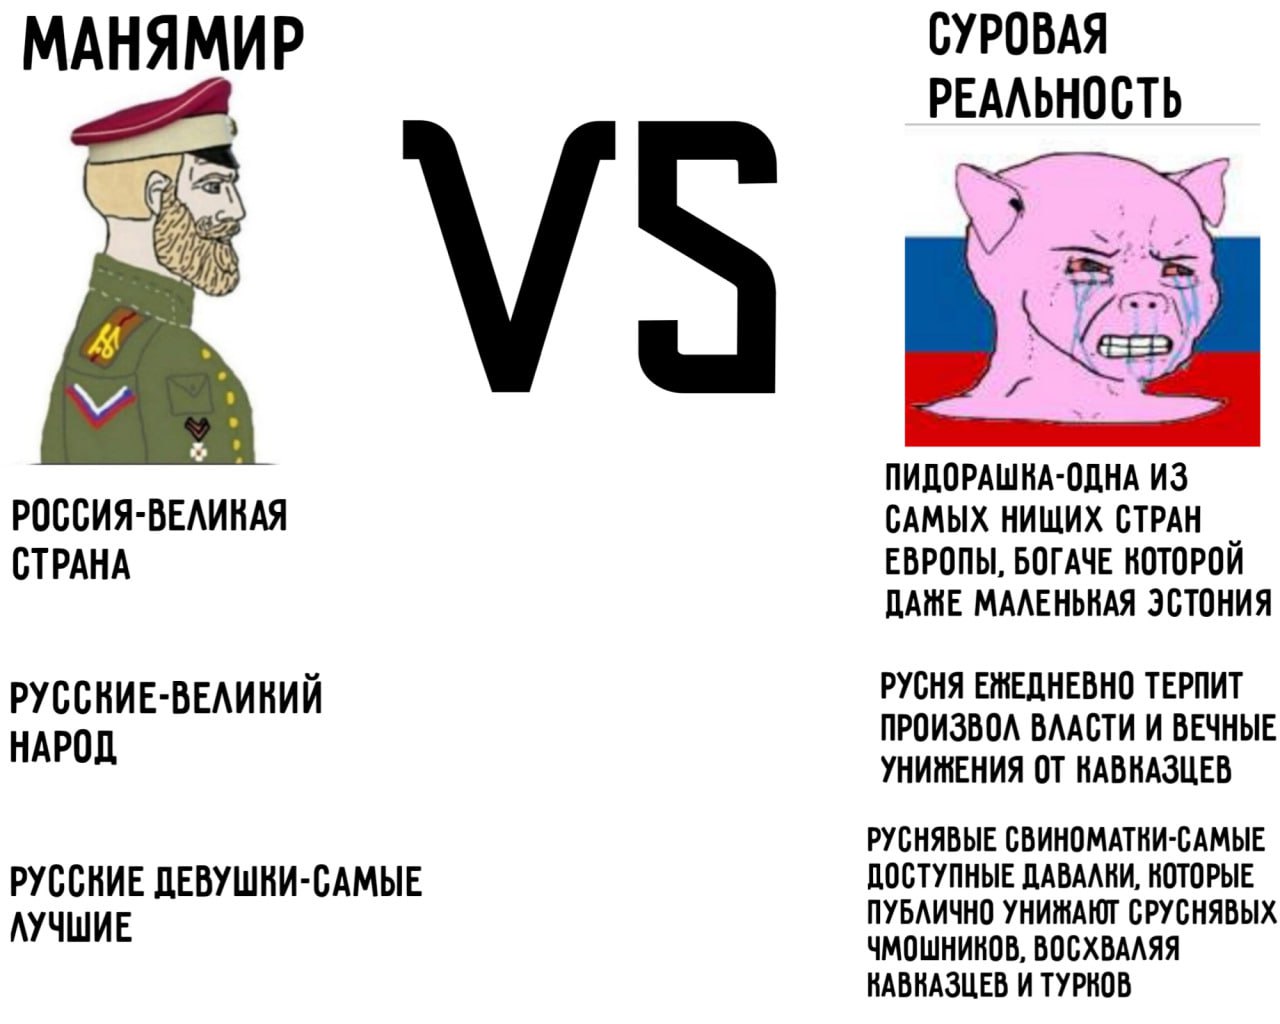 МАНЯМИР
VS
СУРОВАЯ
РЕАЛЬНОСТЬ
РОССИЯ-ВЕЛИКАЯ
СТРАНА
ПИДОРАШКА-ОДНА ИЗ
САМЫХ НИЩИХ СТРАН
ЕВРОПЫ, БОГАЧЕ КОТОРОЙ
ДАЖЕ МАЛЕНЬКАЯ ЭСТОНИЯ
РУССКИЕ-ВЕЛИКИЙ
НАРОД
РУСНЯ ЕЖЕДНЕВНО ТЕРПИТ
ПРОИЗВОЛ ВЛАСТИ И ВЕЧНЫЕ
УНИЖЕНИЯ ОТ КАВКАЗЦЕВ
РУССКИЕ ДЕВУШКИ-САМЫЕ
ЛУЧШИЕ
РУСНЯВЫЕ СВИНОМАТКИ-САМЫЕ
ДОСТУПНЫЕ ДАВАЛКИ, КОТОРЫЕ
ПУБЛИЧНО УНИЖАЮТ СРУСНЯВЫХ
ЧМОШНИКОВ, ВОСХВАЛЯЯ
КАВКАЗЦЕВ И ТУРКОВ